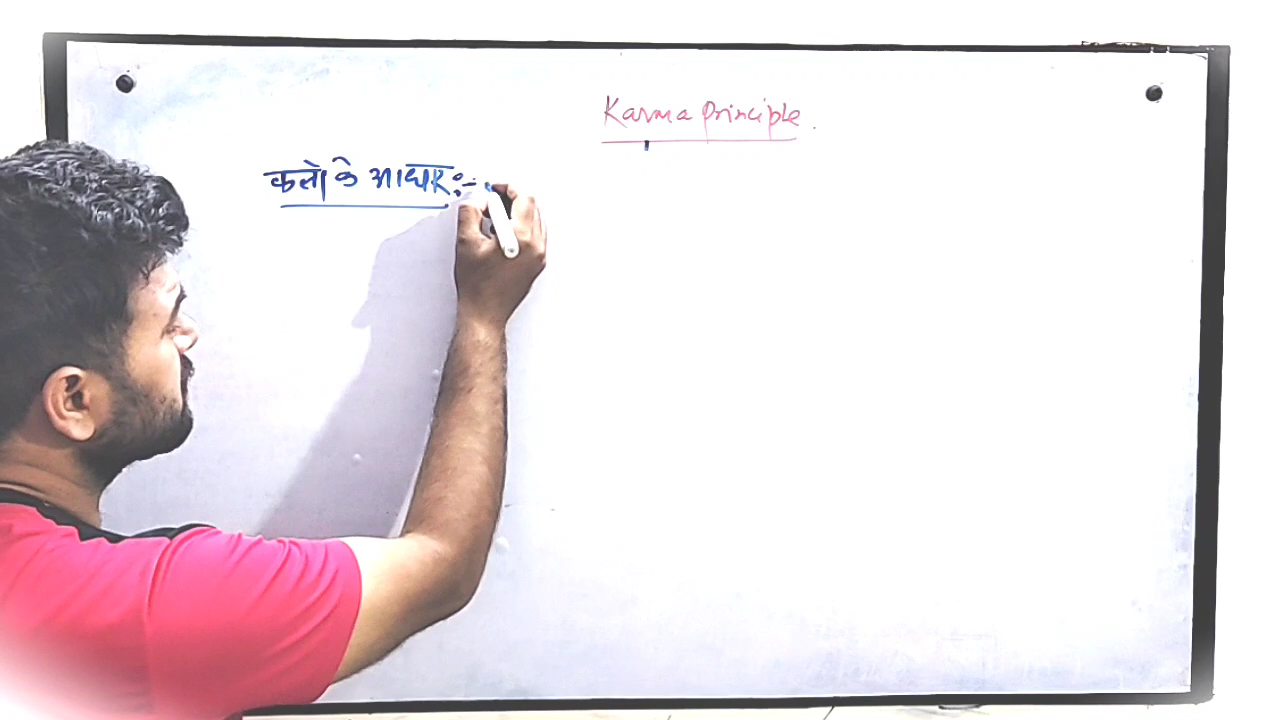 Karma Principle.
कर्ता के आधार :-